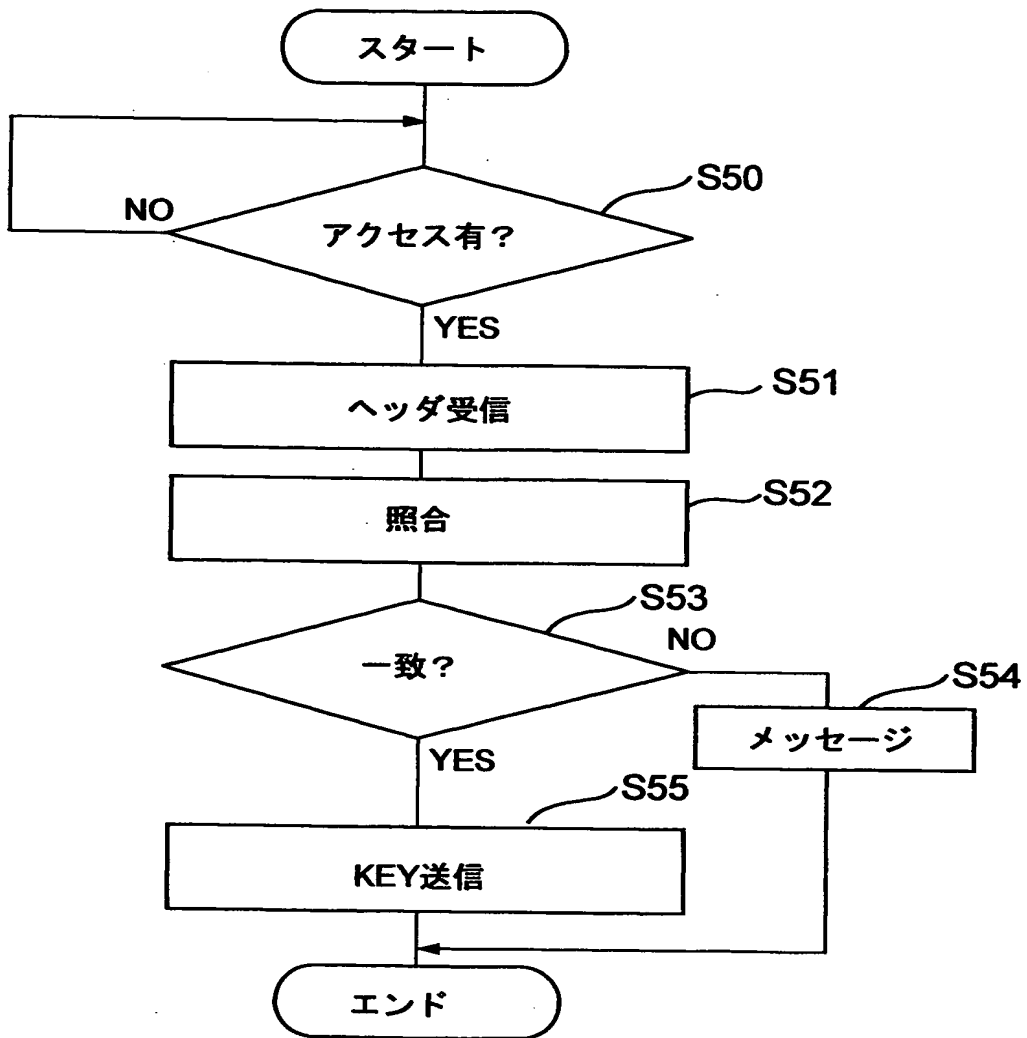 スタート
S50
NO
アクセス有?
YES
S51
ヘッダ受信
S52
照合
S53
一致?
NO
S54
メッセージ
YES
S55
KEY送信
エンド